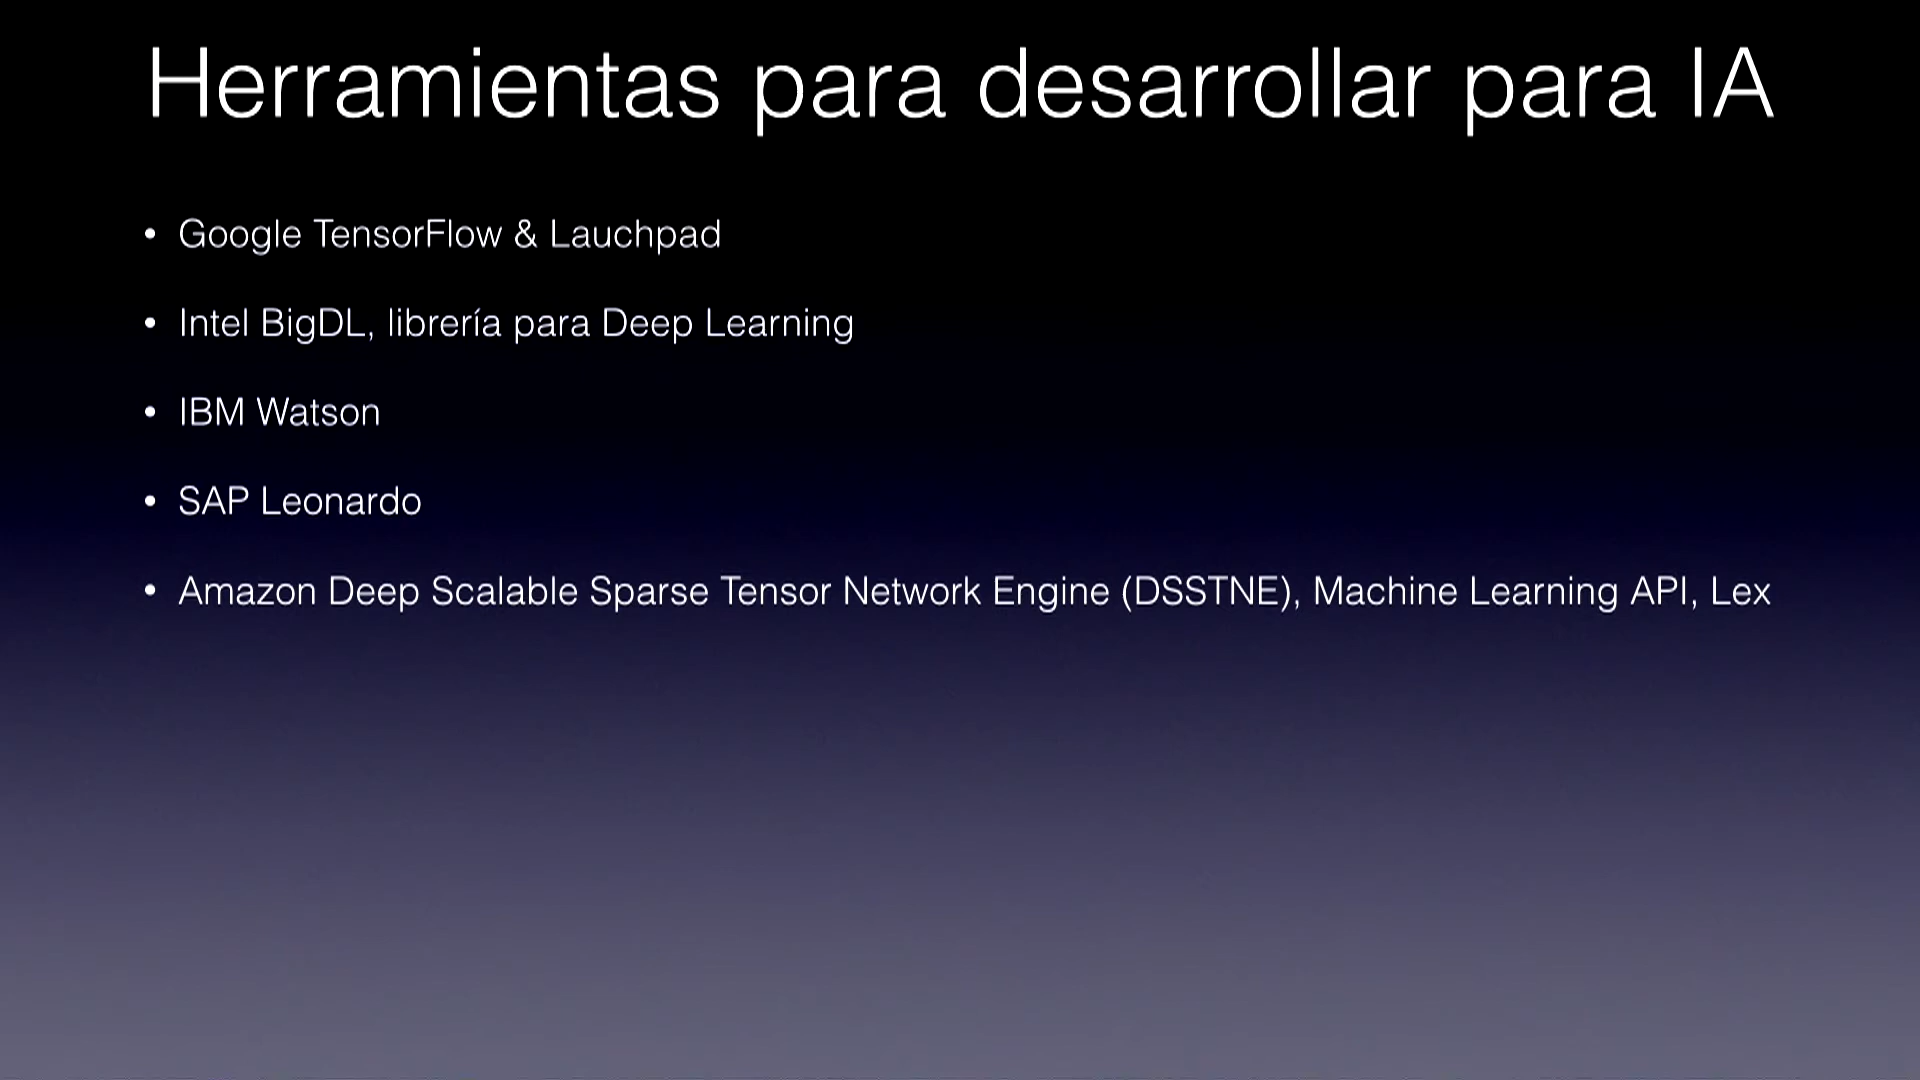 Herramientas para desarrollar para IA
• Google TensorFlow & Lauchpad
• Intel BigDL, librería para Deep Learning
• IBM Watson
• SAP Leonardo
• Amazon Deep Scalable Sparse Tensor Network Engine (DSSTNE), Machine Learning API, Lex